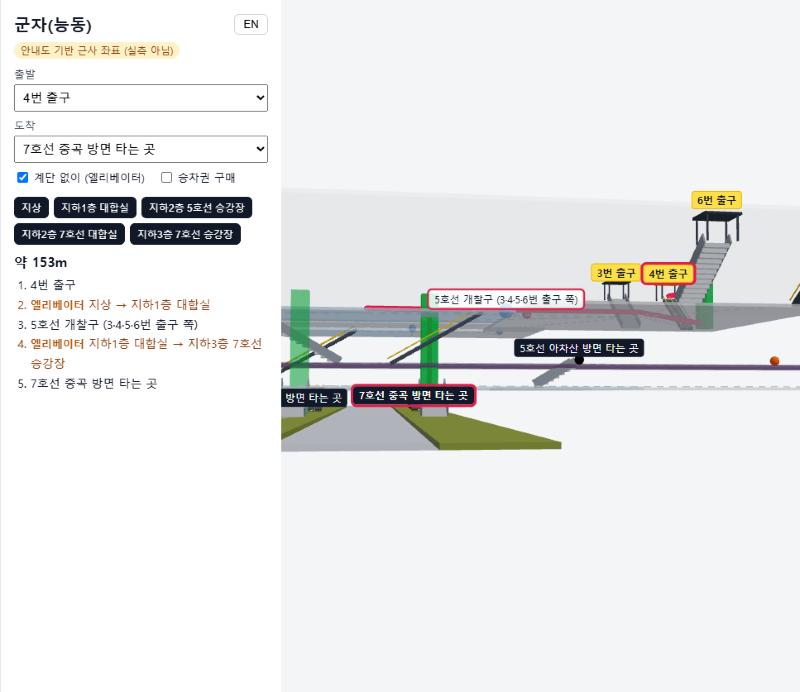 군자(능동)
EN
안내도 기반 근사 좌표 (실측 아님)
출발
4번 출구
도착
7호선 중곡 방면 타는 곳
계단 없이 (엘리베이터)
승차권 구매
지상
지하1층 대합실
지하2층 5호선 승강장
지하2층 7호선 대합실
지하3층 7호선 승강장
약 153m
1. 4번 출구
2. 엘리베이터 지상 → 지하1층 대합실
3. 5호선 개찰구 (3·4·5·6번 출구 쪽)
4. 엘리베이터 지하1층 대합실 → 지하3층 7호선
승강장
5. 7호선 중곡 방면 타는 곳
6번 출구
3번 출구
4번 출구
5호선 개찰구 (3·4·5·6번 출구 쪽)
5호선 아차산 방면 타는 곳
방면 타는 곳
7호선 중곡 방면 타는 곳